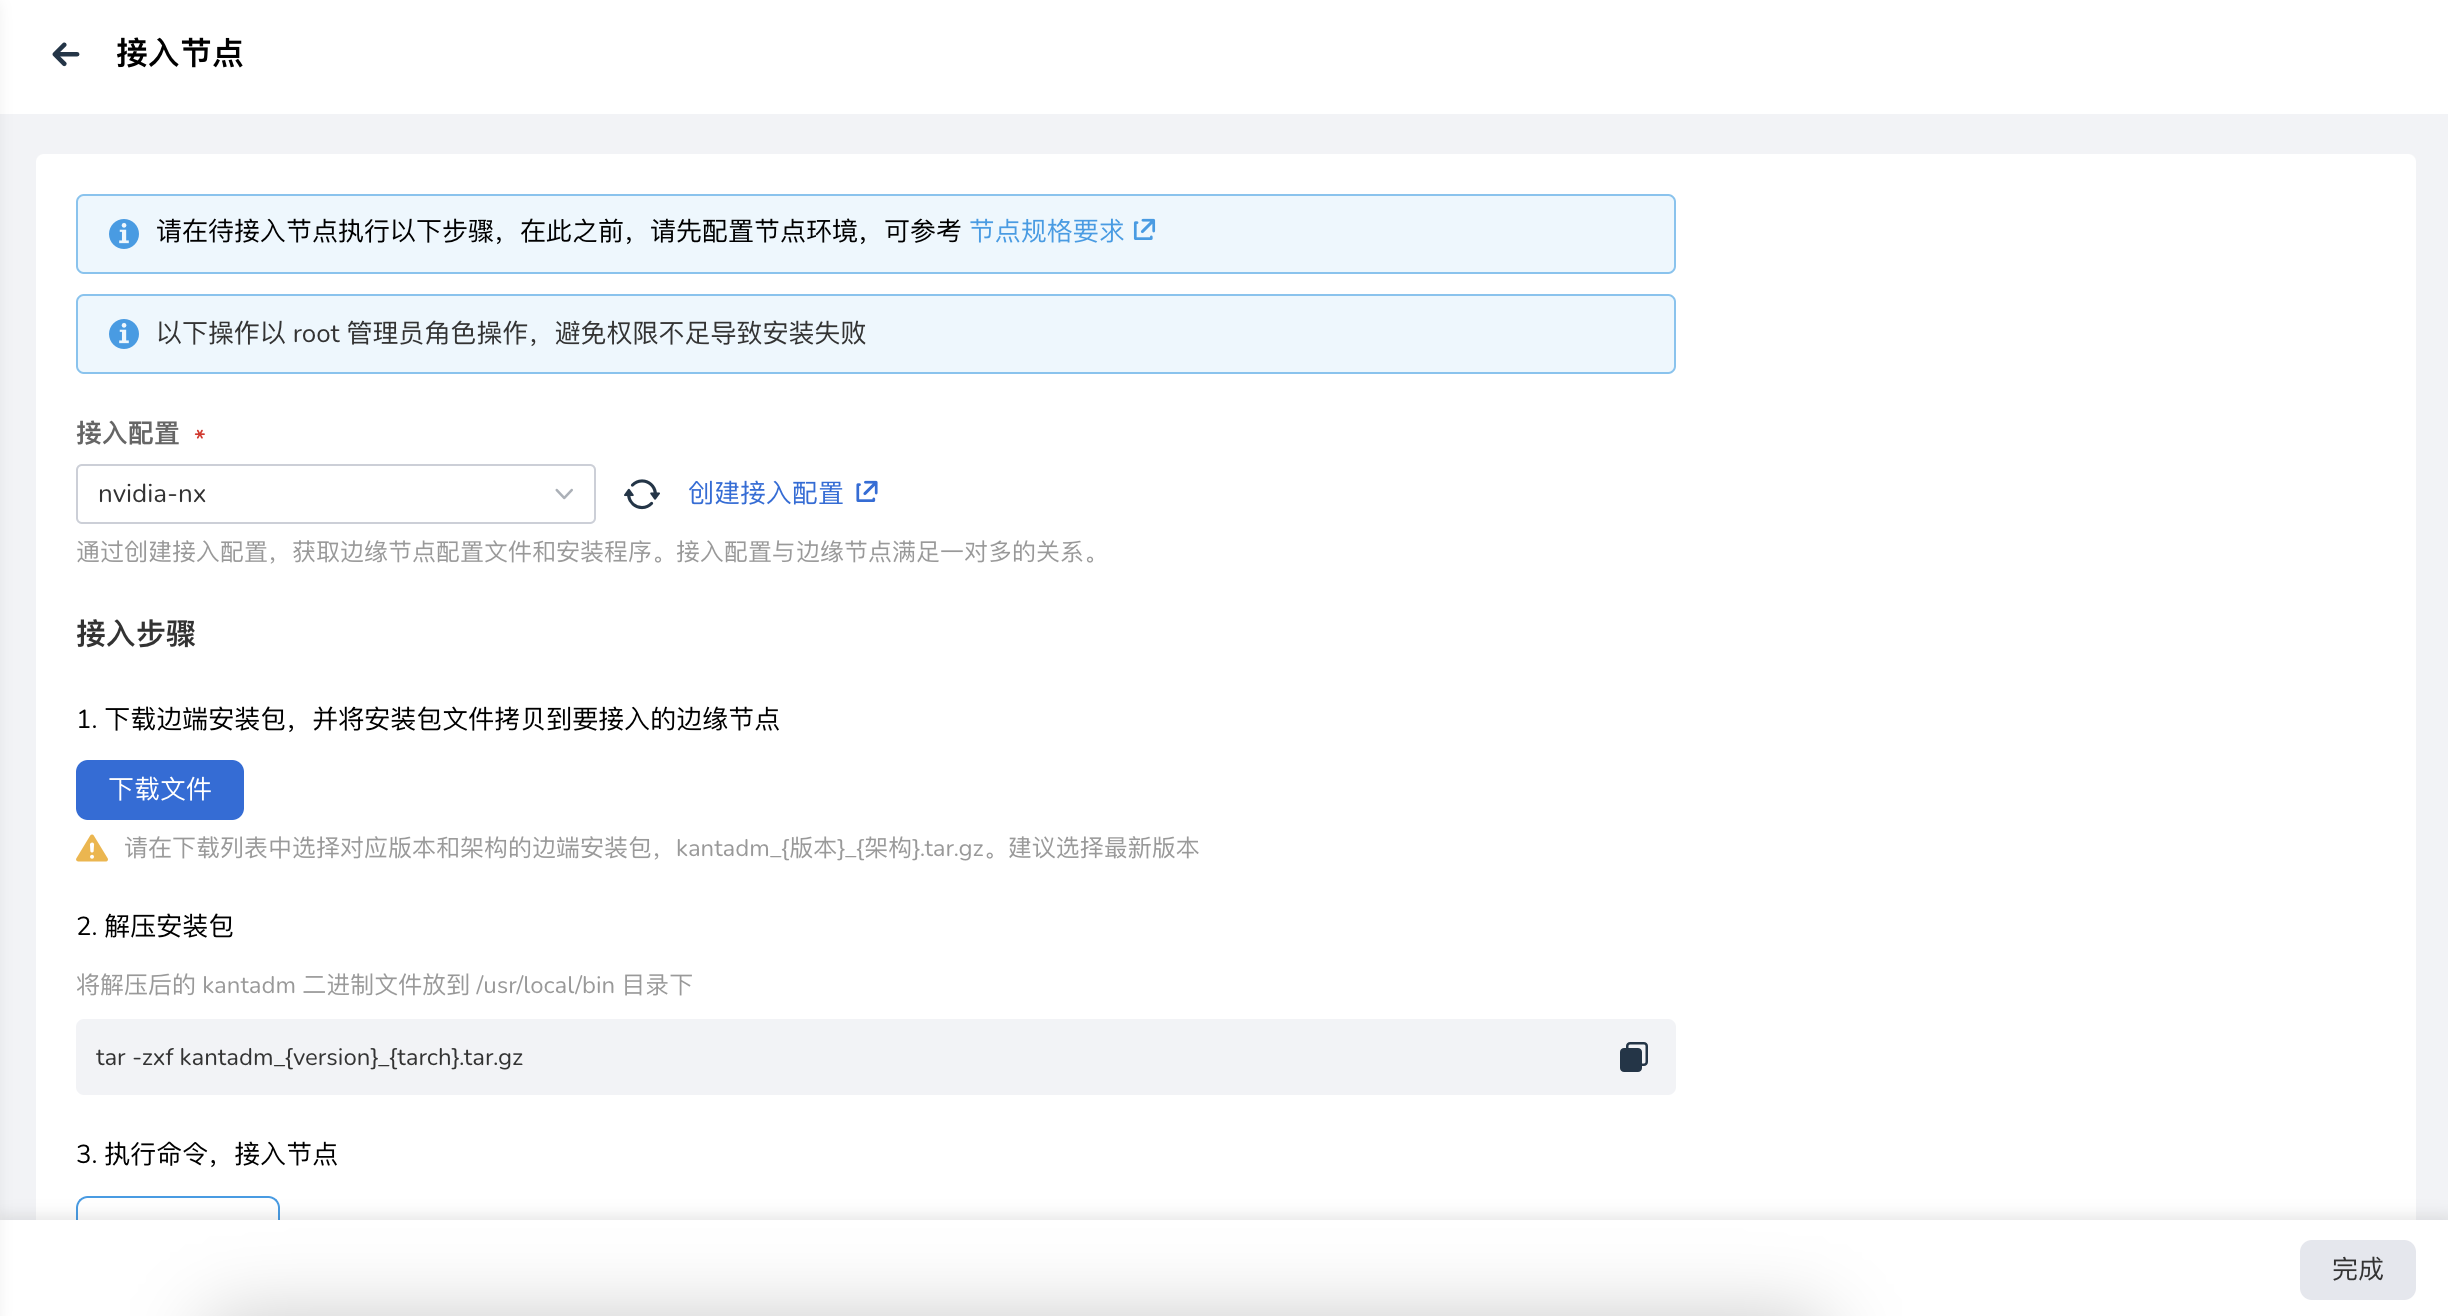 接入节点
请在待接入节点执行以下步骤，在此之前，请先配置节点环境，可参考 节点规格要求
以下操作以 root 管理员角色操作，避免权限不足导致安装失败
接入配置 *
nvidia-nx
创建接入配置
通过创建接入配置，获取边缘节点配置文件和安装程序。接入配置与边缘节点满足一对多的关系。
接入步骤
1. 下载边端安装包，并将安装包文件拷贝到要接入的边缘节点
下载文件
请在下载列表中选择对应版本和架构的边端安装包，kantadm_{版本}_{架构}.tar.gz。建议选择最新版本
2. 解压安装包
将解压后的 kantadm 二进制文件放到 /usr/local/bin 目录下
tar -zxf kantadm_{version}_{tarch}.tar.gz
3. 执行命令，接入节点
完成